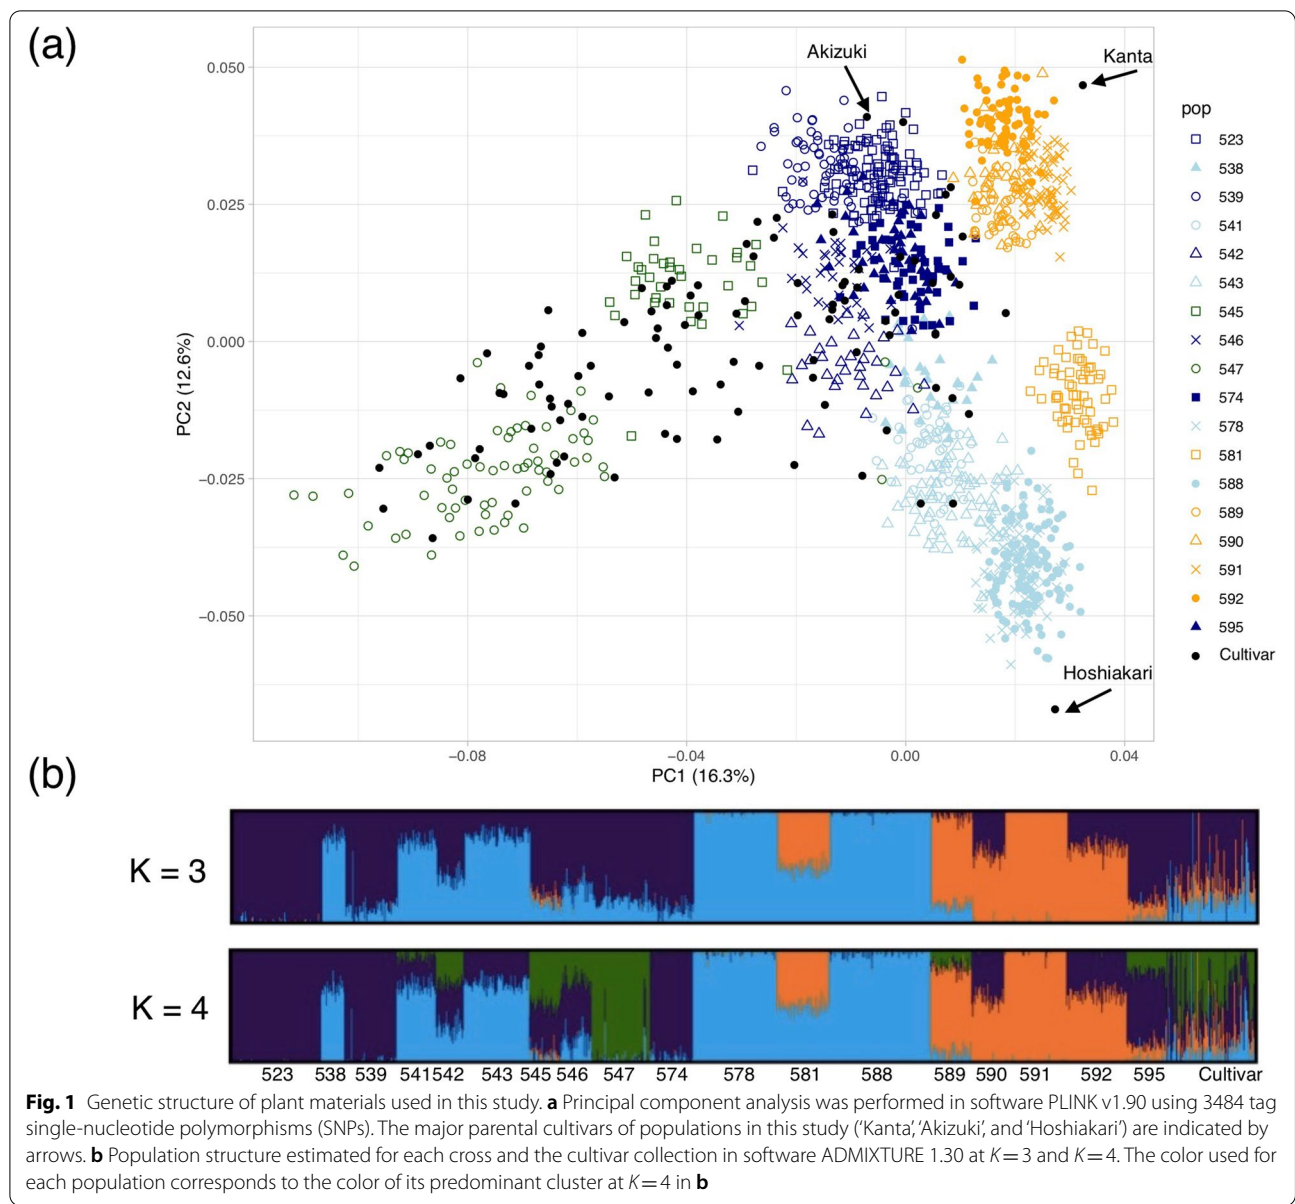 (a)
Akizuki
Kanta
Hoshiakari
0.050
0.025
0.000
−0.025
−0.050
PC2 (12.6%)
−0.08
−0.04
0.00
0.04
PC1 (16.3%)
pop
523
538
539
541
542
543
545
546
547
574
578
581
588
589
590
591
592
595
Cultivar
(b)
K = 3
K = 4
523 538 539 541 542 543 545 546 547 574 578 581 588 589 590 591 592 595 Cultivar
Fig. 1 Genetic structure of plant materials used in this study. a Principal component analysis was performed in software PLINK v1.90 using 3484 tag
single-nucleotide polymorphisms (SNPs). The major parental cultivars of populations in this study (‘Kanta’, ‘Akizuki’, and ‘Hoshiakari’) are indicated by
arrows. b Population structure estimated for each cross and the cultivar collection in software ADMIXTURE 1.30 at K=3 and K=4. The color used for
each population corresponds to the color of its predominant cluster at K=4 in b